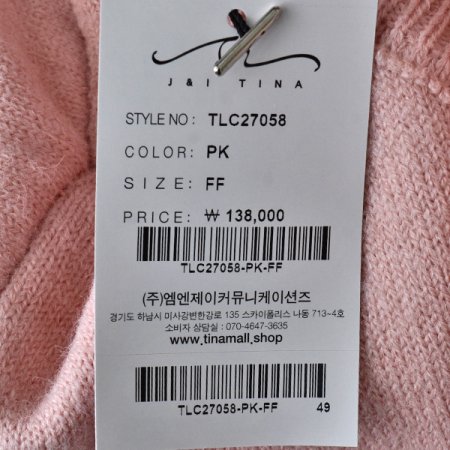 J & I TINA
STYLE NO : TLC27058
COLOR: PK
SIZE: FF
PRICE: ₩ 138,000
TLC27058-PK-FF
(주)엠엔제이커뮤니케이션즈
경기도 하남시 미사강변한강로 135 스카이폴리스 나동 713~4호
소비자 상담실 : 070-4647-3635
www.tinamall.shop
TLC27058-PK-FF 49